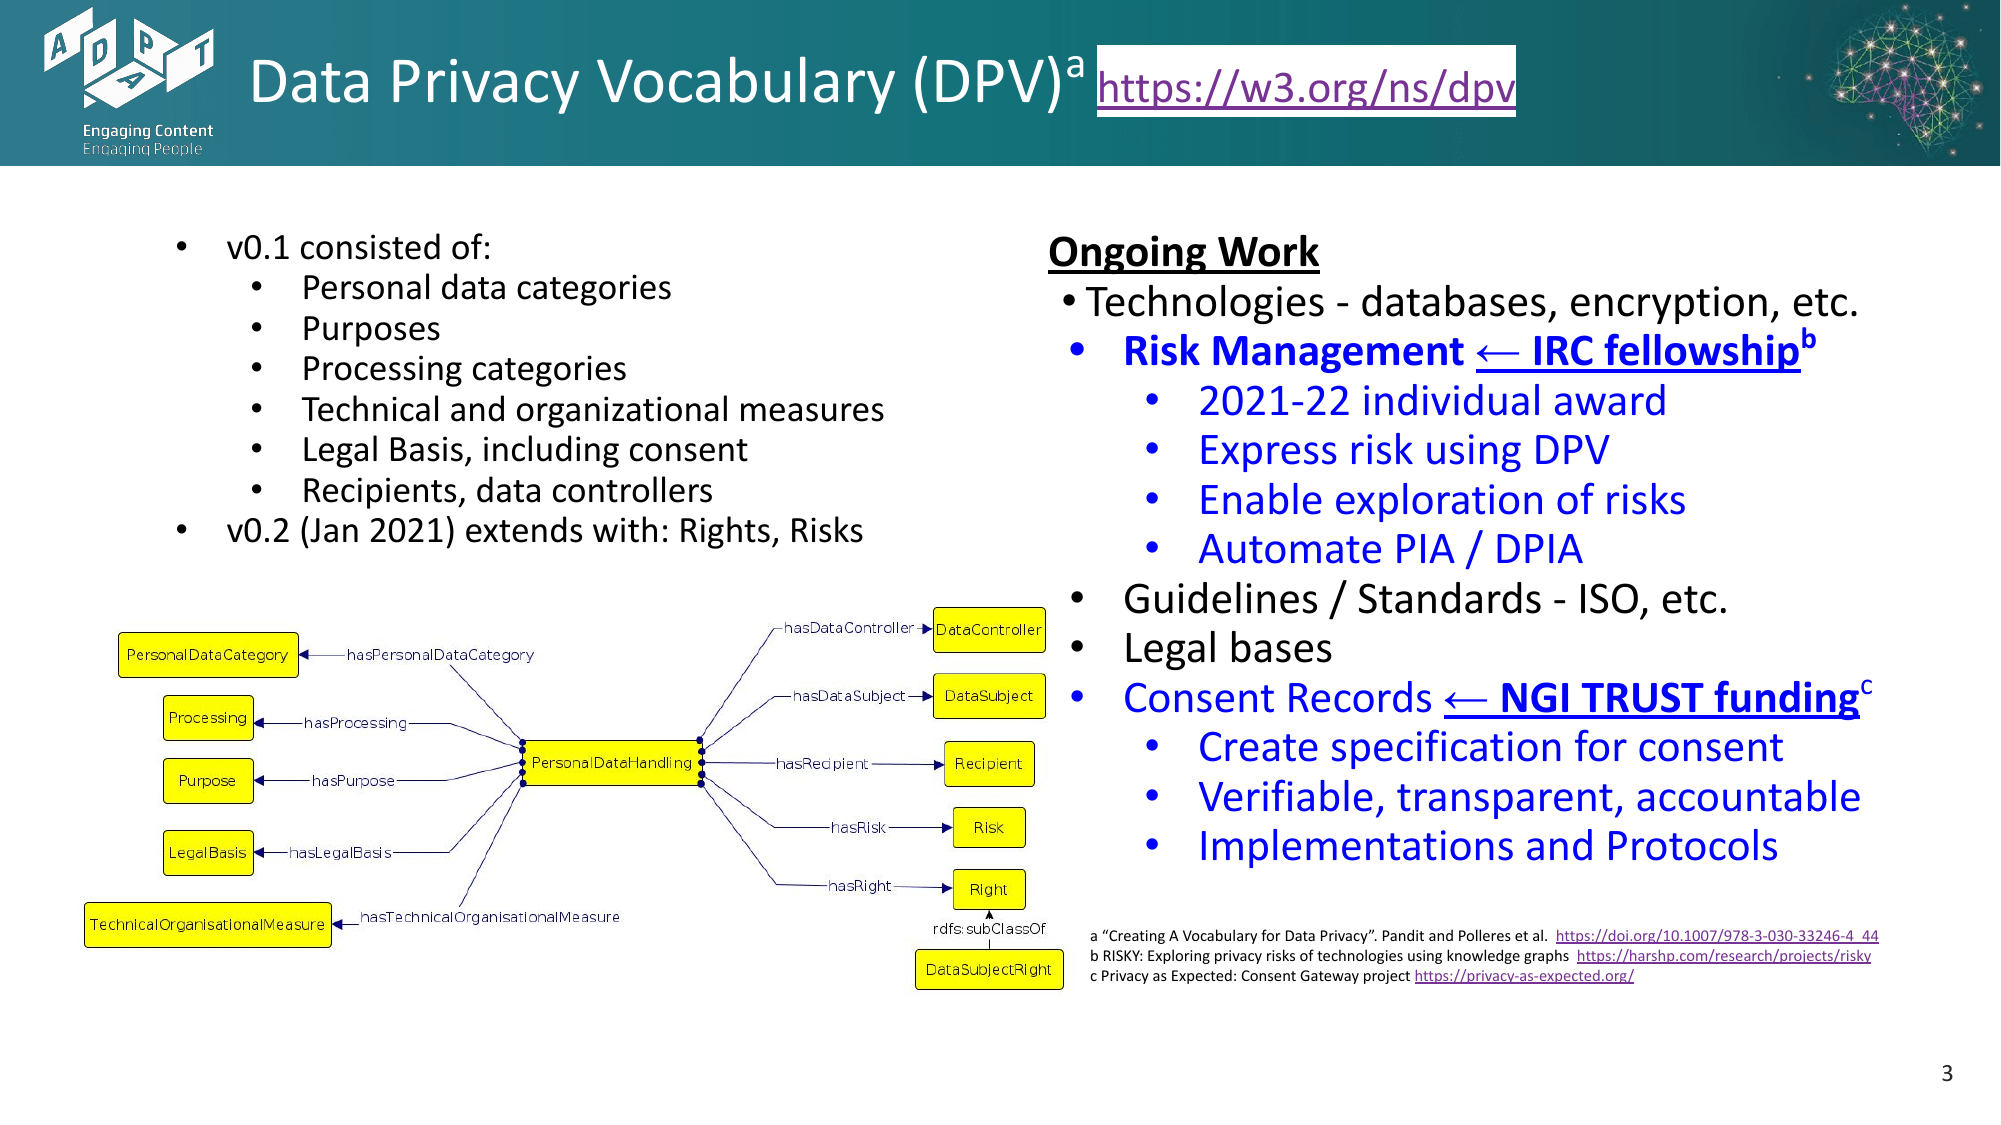 ADAPT
Engaging Content
Engaging People
Data Privacy Vocabulary (DPV)a https://w3.org/ns/dpv
• v0.1 consisted of:
• Personal data categories
• Purposes
• Processing categories
• Technical and organizational measures
• Legal Basis, including consent
• Recipients, data controllers
• v0.2 (Jan 2021) extends with: Rights, Risks
PersonalDataCategory
hasPersonalDataCategory
Processing
hasProcessing
Purpose
hasPurpose
LegalBasis
hasLegalBasis
TechnicalOrganisationalMeasure
hasTechnicalOrganisationalMeasure
PersonalDataHandling
hasDataController
DataController
hasDataSubject
DataSubject
hasRecipient
Recipient
hasRisk
Risk
hasRight
Right
rdfs:subClassOf
DataSubjectRight
Ongoing Work
• Technologies - databases, encryption, etc.
• Risk Management ← IRC fellowshipb
• 2021-22 individual award
• Express risk using DPV
• Enable exploration of risks
• Automate PIA / DPIA
• Guidelines / Standards - ISO, etc.
• Legal bases
• Consent Records ← NGI TRUST fundingc
• Create specification for consent
• Verifiable, transparent, accountable
• Implementations and Protocols
a “Creating A Vocabulary for Data Privacy”. Pandit and Polleres et al. https://doi.org/10.1007/978-3-030-33246-4_44
b RISKY: Exploring privacy risks of technologies using knowledge graphs https://harshp.com/research/projects/risky
c Privacy as Expected: Consent Gateway project https://privacy-as-expected.org/
3